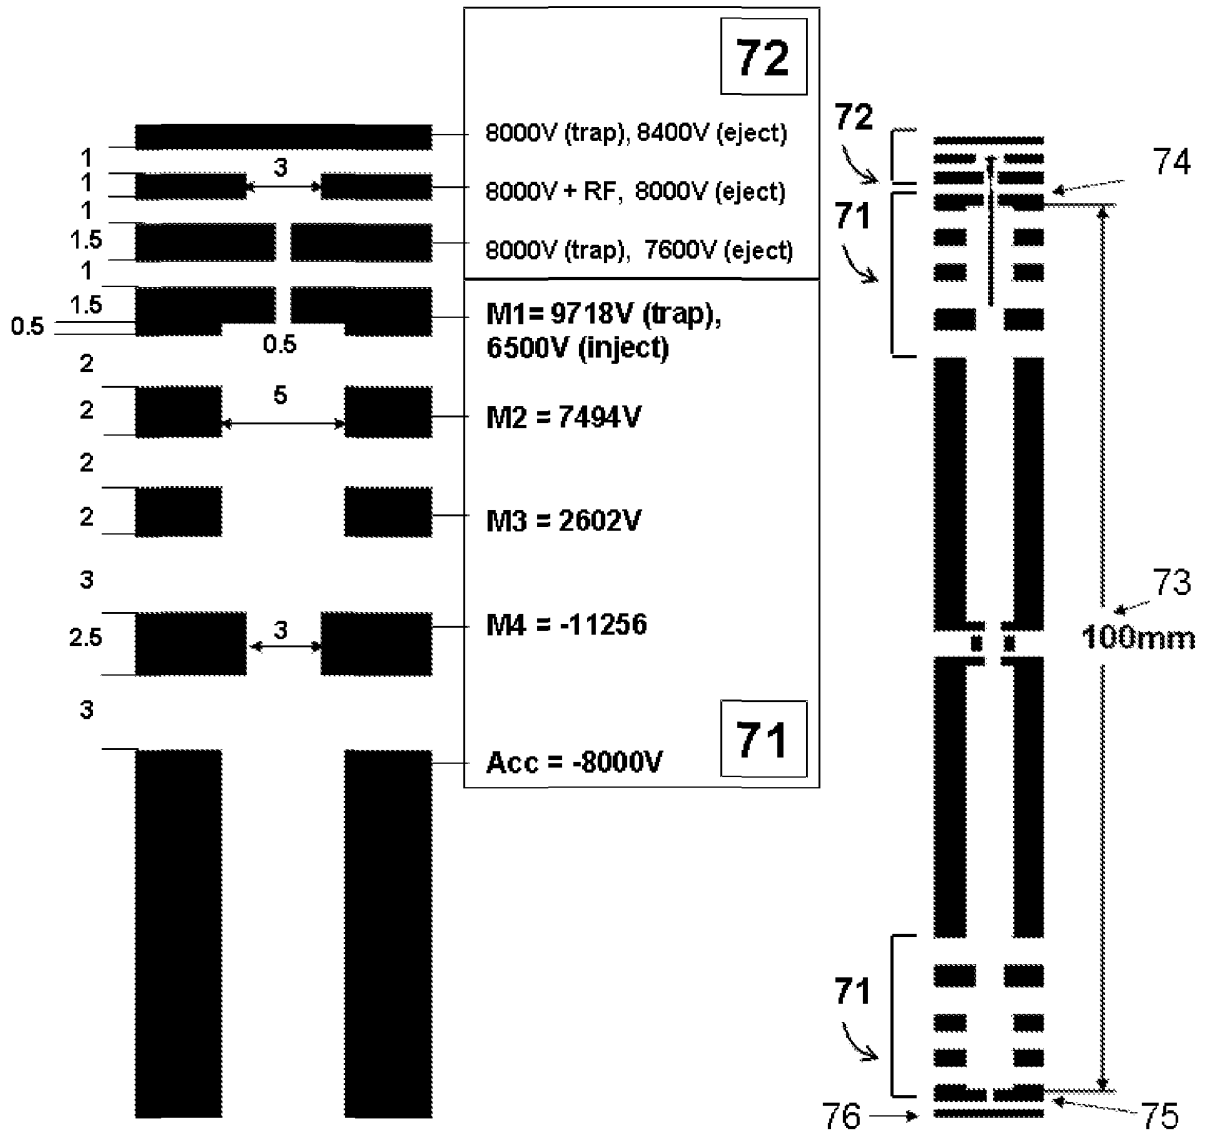 72
8000V (trap), 8400V (eject)
8000V + RF, 8000V (eject)
8000V (trap), 7600V (eject)
M1= 9718V (trap),
6500V (inject)
M2 = 7494V
M3 = 2602V
M4 = -11256
71
Acc = -8000V
1
1
1
1.5
1
1.5
0.5
2
2
2
2
3
2.5
3
3
0.5
5
3
72
74
71
73
100mm
71
76
75